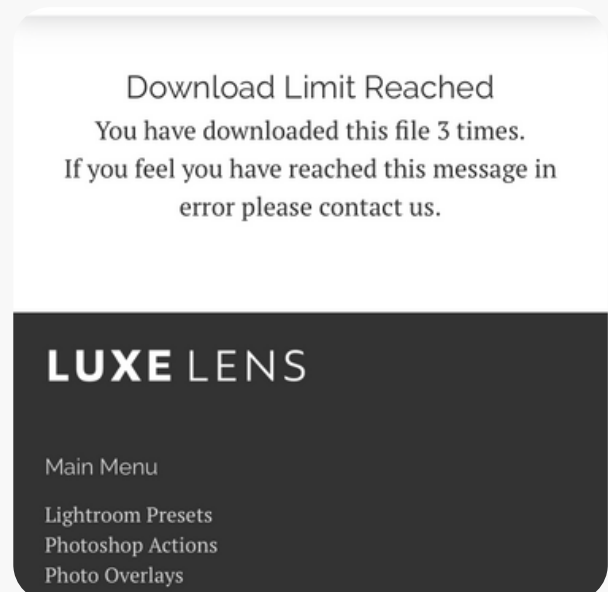 Download Limit Reached
You have downloaded this file 3 times.
If you feel you have reached this message in
error please contact us.
LUXE LENS
Main Menu
Lightroom Presets
Photoshop Actions
Photo Overlays